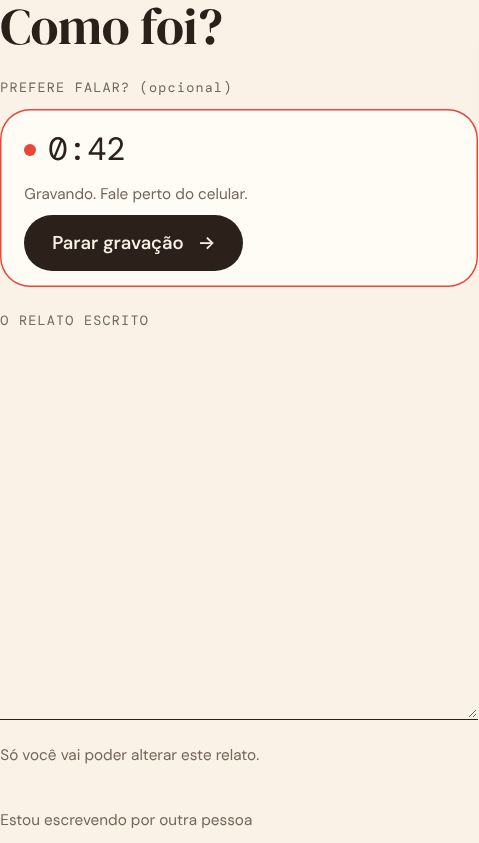 Como foi?
PREFERE FALAR? (opcional)
0:42
Gravando. Fale perto do celular.
Parar gravação →
O RELATO ESCRITO
Só você vai poder alterar este relato.
Estou escrevendo por outra pessoa